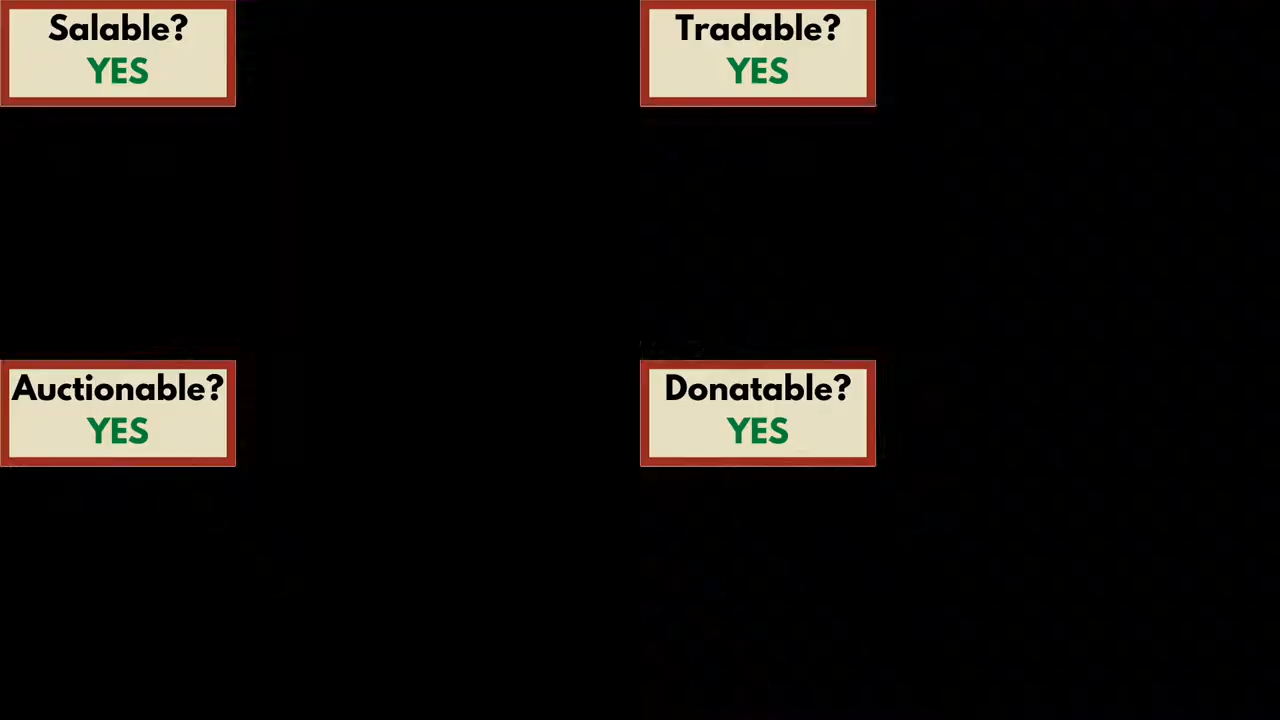 Salable?
YES
Tradable?
YES
Auctionable?
YES
Donatable?
YES